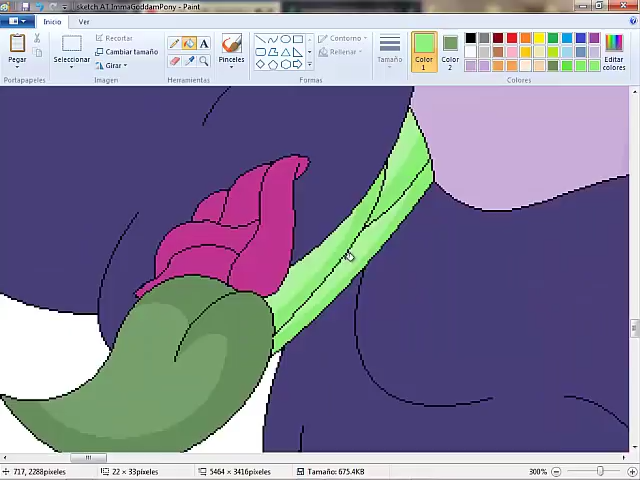 sketch AT ImmaGoddamPony - Paint
Inicio Ver
Pegar
Seleccionar
Recortar
Cambiar tamaño
Girar
A
Pinceles
Contorno
Rellenar
Tamaño
Color 1
Color 2
Editar colores
Portapapeles Imagen Herramientas Formas Colores
717, 2288píxeles 22 × 33píxeles 5464 × 3416píxeles Tamaño: 675.4KB 300%